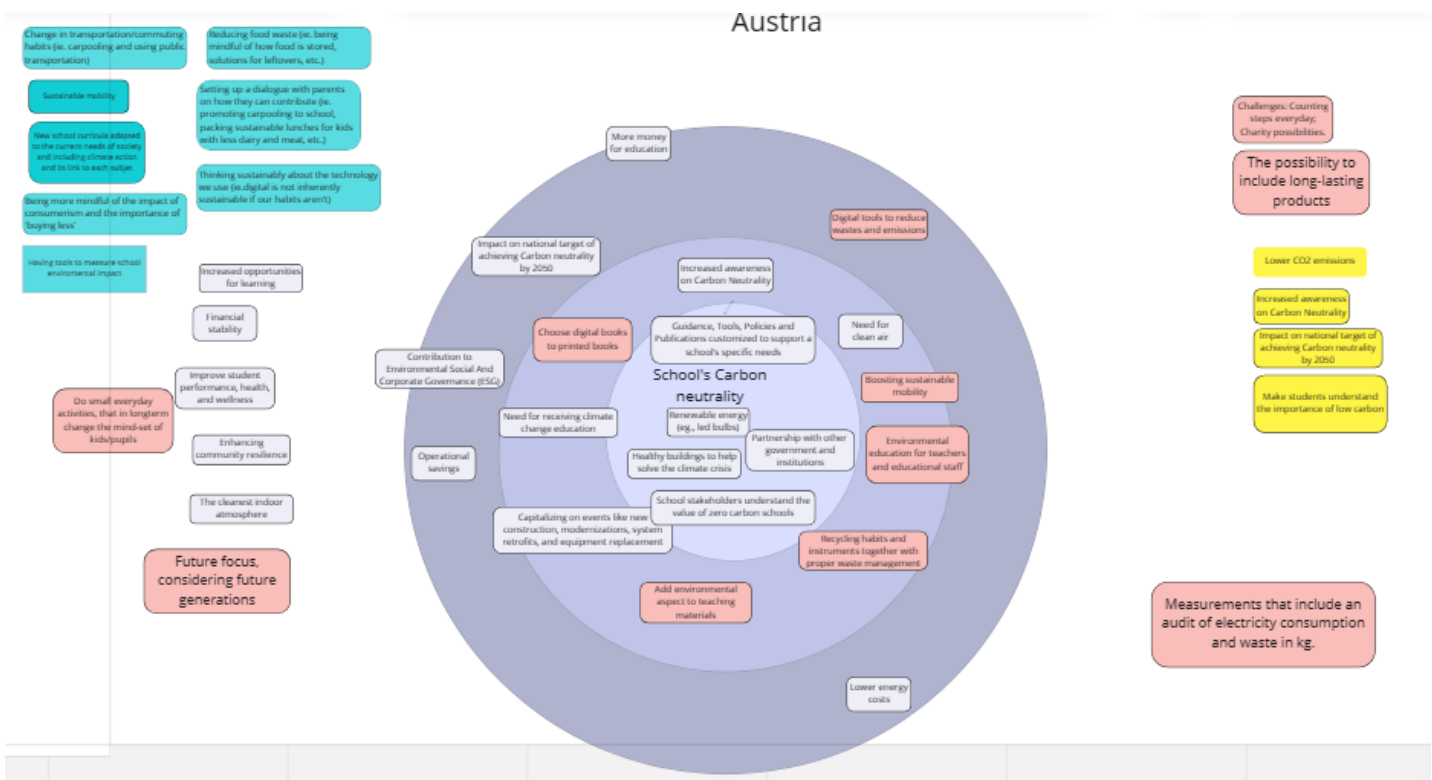 Austria
Change in transportation/commuting
habits (ie. carpooling and using public
transportation)
Reducing food waste (ie. being
mindful of how food is stored,
solutions for leftovers, etc.)
Sustainable mobility
Setting up a dialogue with parents
on how they can contribute (ie.
promoting carpooling to school,
packing sustainable lunches for kids
with less dairy and meat, etc.)
New school curricula adapted
to the current needs of society
and including climate action
and its link to each subjet
Thinking sustainably about the technology
we use (ie.digital is not inherently
sustainable if our habits aren't)
Being more mindful of the impact of
consumerism and the importance of
'buying less'
Having tools to measure school
enviromental impact
Increased opportunities
for learning
Financial
stability
Improve student
performance, health,
and wellness
Do small everyday
activities, that in longterm
change the mind-set of
kids/pupils
Enhancing
community resilience
The cleanest indoor
atmosphere
Future focus,
considering future
generations
More money
for education
Impact on national target of
achieving Carbon neutrality
by 2050
Contribution to
Environmental Social And
Corporate Governance (ESG)
Operational
savings
Digital tools to reduce
wastes and emissions
Lower energy
costs
Increased awareness
on Carbon Neutrality
Choose digital books
to printed books
Need for
clean air
Need for receiving climate
change education
Boosting sustainable
mobility
Environmental
education for teachers
and educational staff
Capitalizing on events like new
construction, modernizations, system
retrofits, and equipment replacement
Recycling habits and
instruments together with
proper waste management
Add environmental
aspect to teaching
materials
Guidance, Tools, Policies and
Publications customized to support a
school's specific needs
School's Carbon
neutrality
Renewable energy
(eg., led bulbs)
Partnership with other
government and
institutions
Healthy buildings to help
solve the climate crisis
School stakeholders understand the
value of zero carbon schools
Challenges: Counting
steps everyday;
Charity possibilities.
The possibility to
include long-lasting
products
Lower CO2 emissions
Increased awareness
on Carbon Neutrality
Impact on national target of
achieving Carbon neutrality
by 2050
Make students understand
the importance of low carbon
Measurements that include an
audit of electricity consumption
and waste in kg.